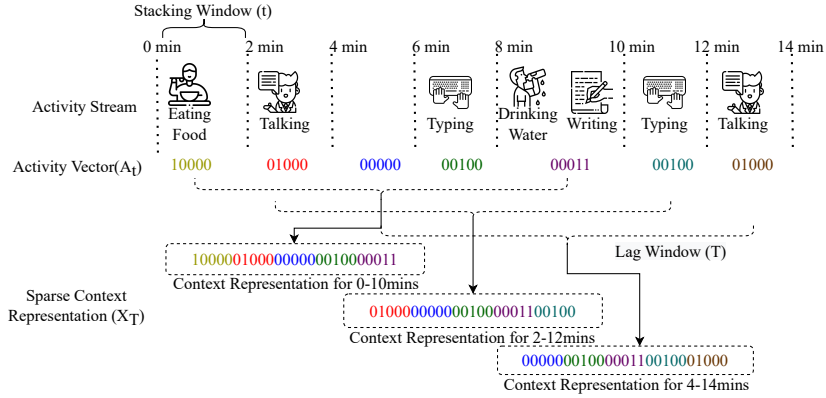 Stacking Window (t)
0 min 2 min 4 min 6 min 8 min 10 min 12 min 14 min
Activity Stream
Eating Food
Talking
Typing
Drinking Water
Writing
Typing
Talking
Activity Vector(At) 10000 01000 00000 00100 00011 00100 01000
Lag Window (T)
1000001000000000010000011
Context Representation for 0-10mins
Sparse Context
Representation (XT)
0100000000001000001100100
Context Representation for 2-12mins
0000000100000110010001000
Context Representation for 4-14mins